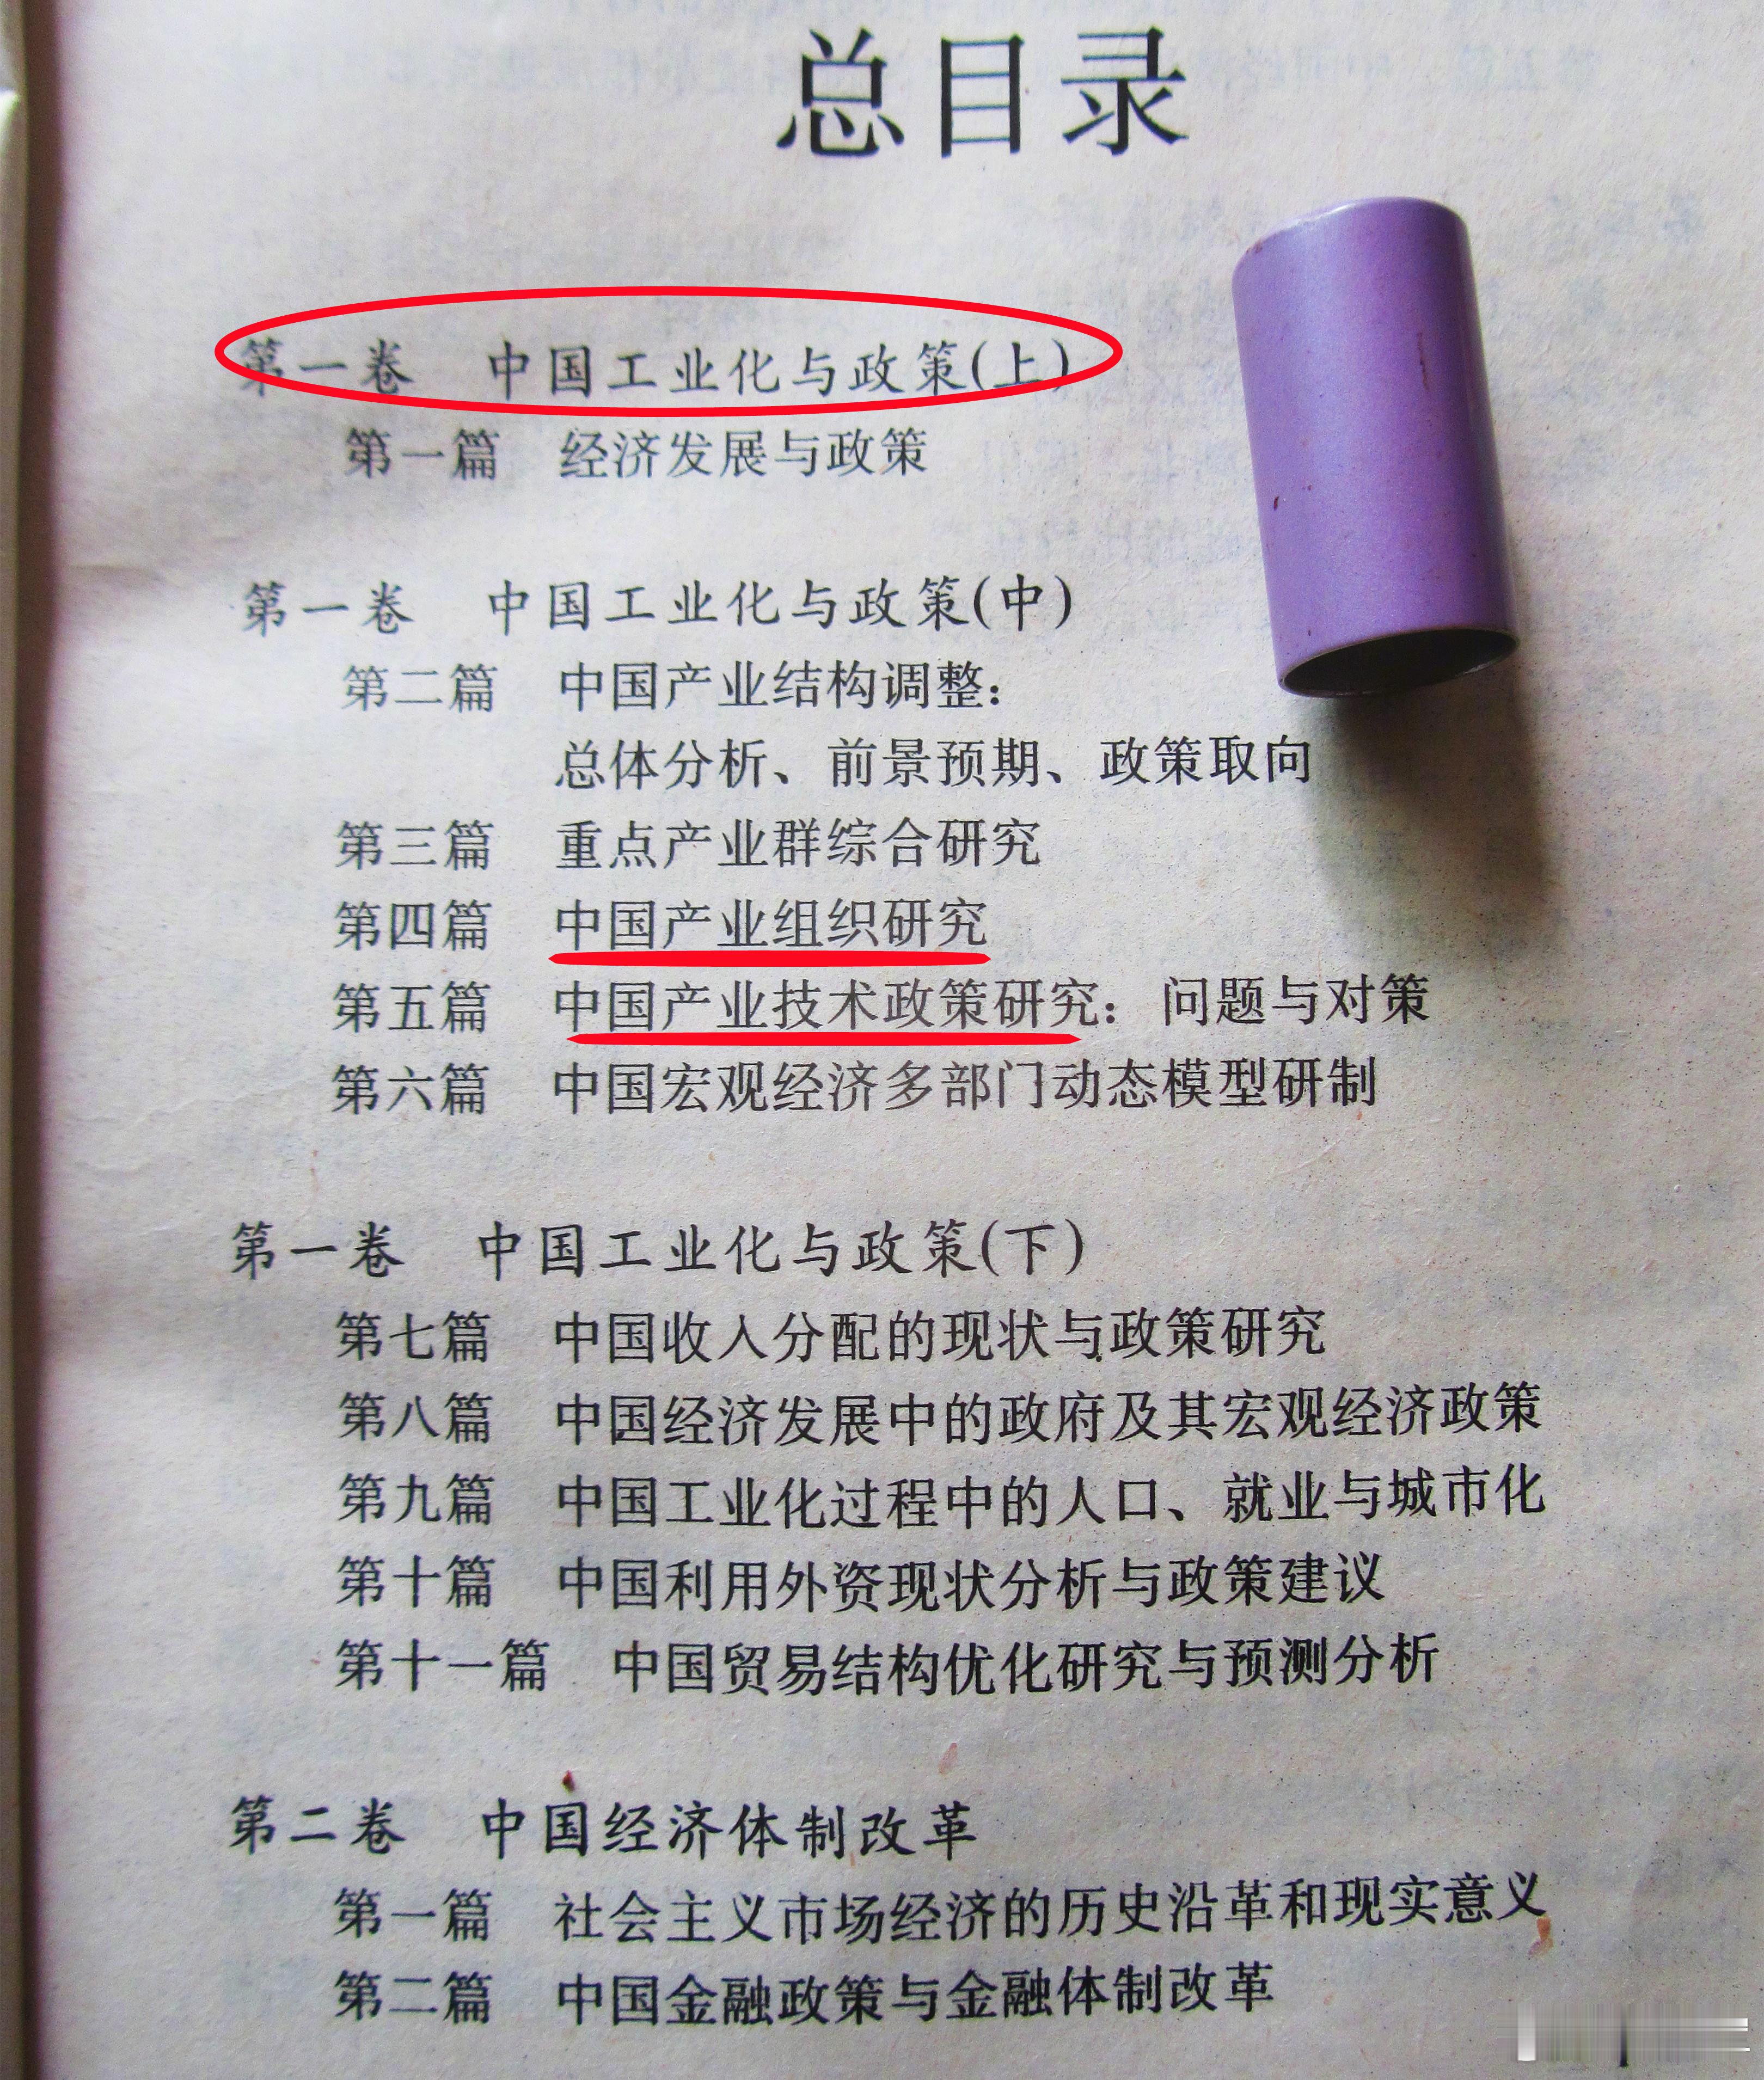 总目录
第一卷 中国工业化与政策(上)
第一篇 经济发展与政策
第一卷 中国工业化与政策(中)
第二篇 中国产业结构调整：
总体分析、前景预期、政策取向
第三篇 重点产业群综合研究
第四篇 中国产业组织研究
第五篇 中国产业技术政策研究：问题与对策
第六篇 中国宏观经济多部门动态模型研制
第一卷 中国工业化与政策(下)
第七篇 中国收入分配的现状与政策研究
第八篇 中国经济发展中的政府及其宏观经济政策
第九篇 中国工业化过程中的人口、就业与城市化
第十篇 中国利用外资现状分析与政策建议
第十一篇 中国贸易结构优化研究与预测分析
第二卷 中国经济体制改革
第一篇 社会主义市场经济的历史沿革和现实意义
第二篇 中国金融政策与金融体制改革